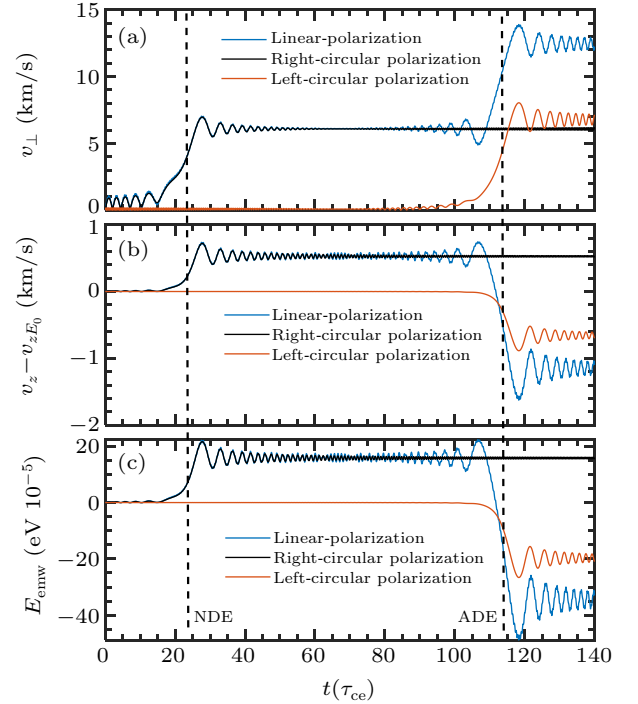 15
(a)
Linear-polarization
Right-circular polarization
Left-circular polarization
10
5
0
v⊥ (km/s)
1
(b)
0
Linear-polarization
Right-circular polarization
Left-circular polarization
−1
−2
v_z−v_{zE_0} (km/s)
20
(c)
0
Linear-polarization
Right-circular polarization
Left-circular polarization
−20
−40
E_emw (eV 10^{−5})
NDE
ADE
0 20 40 60 80 100 120 140
t(τ_ce)